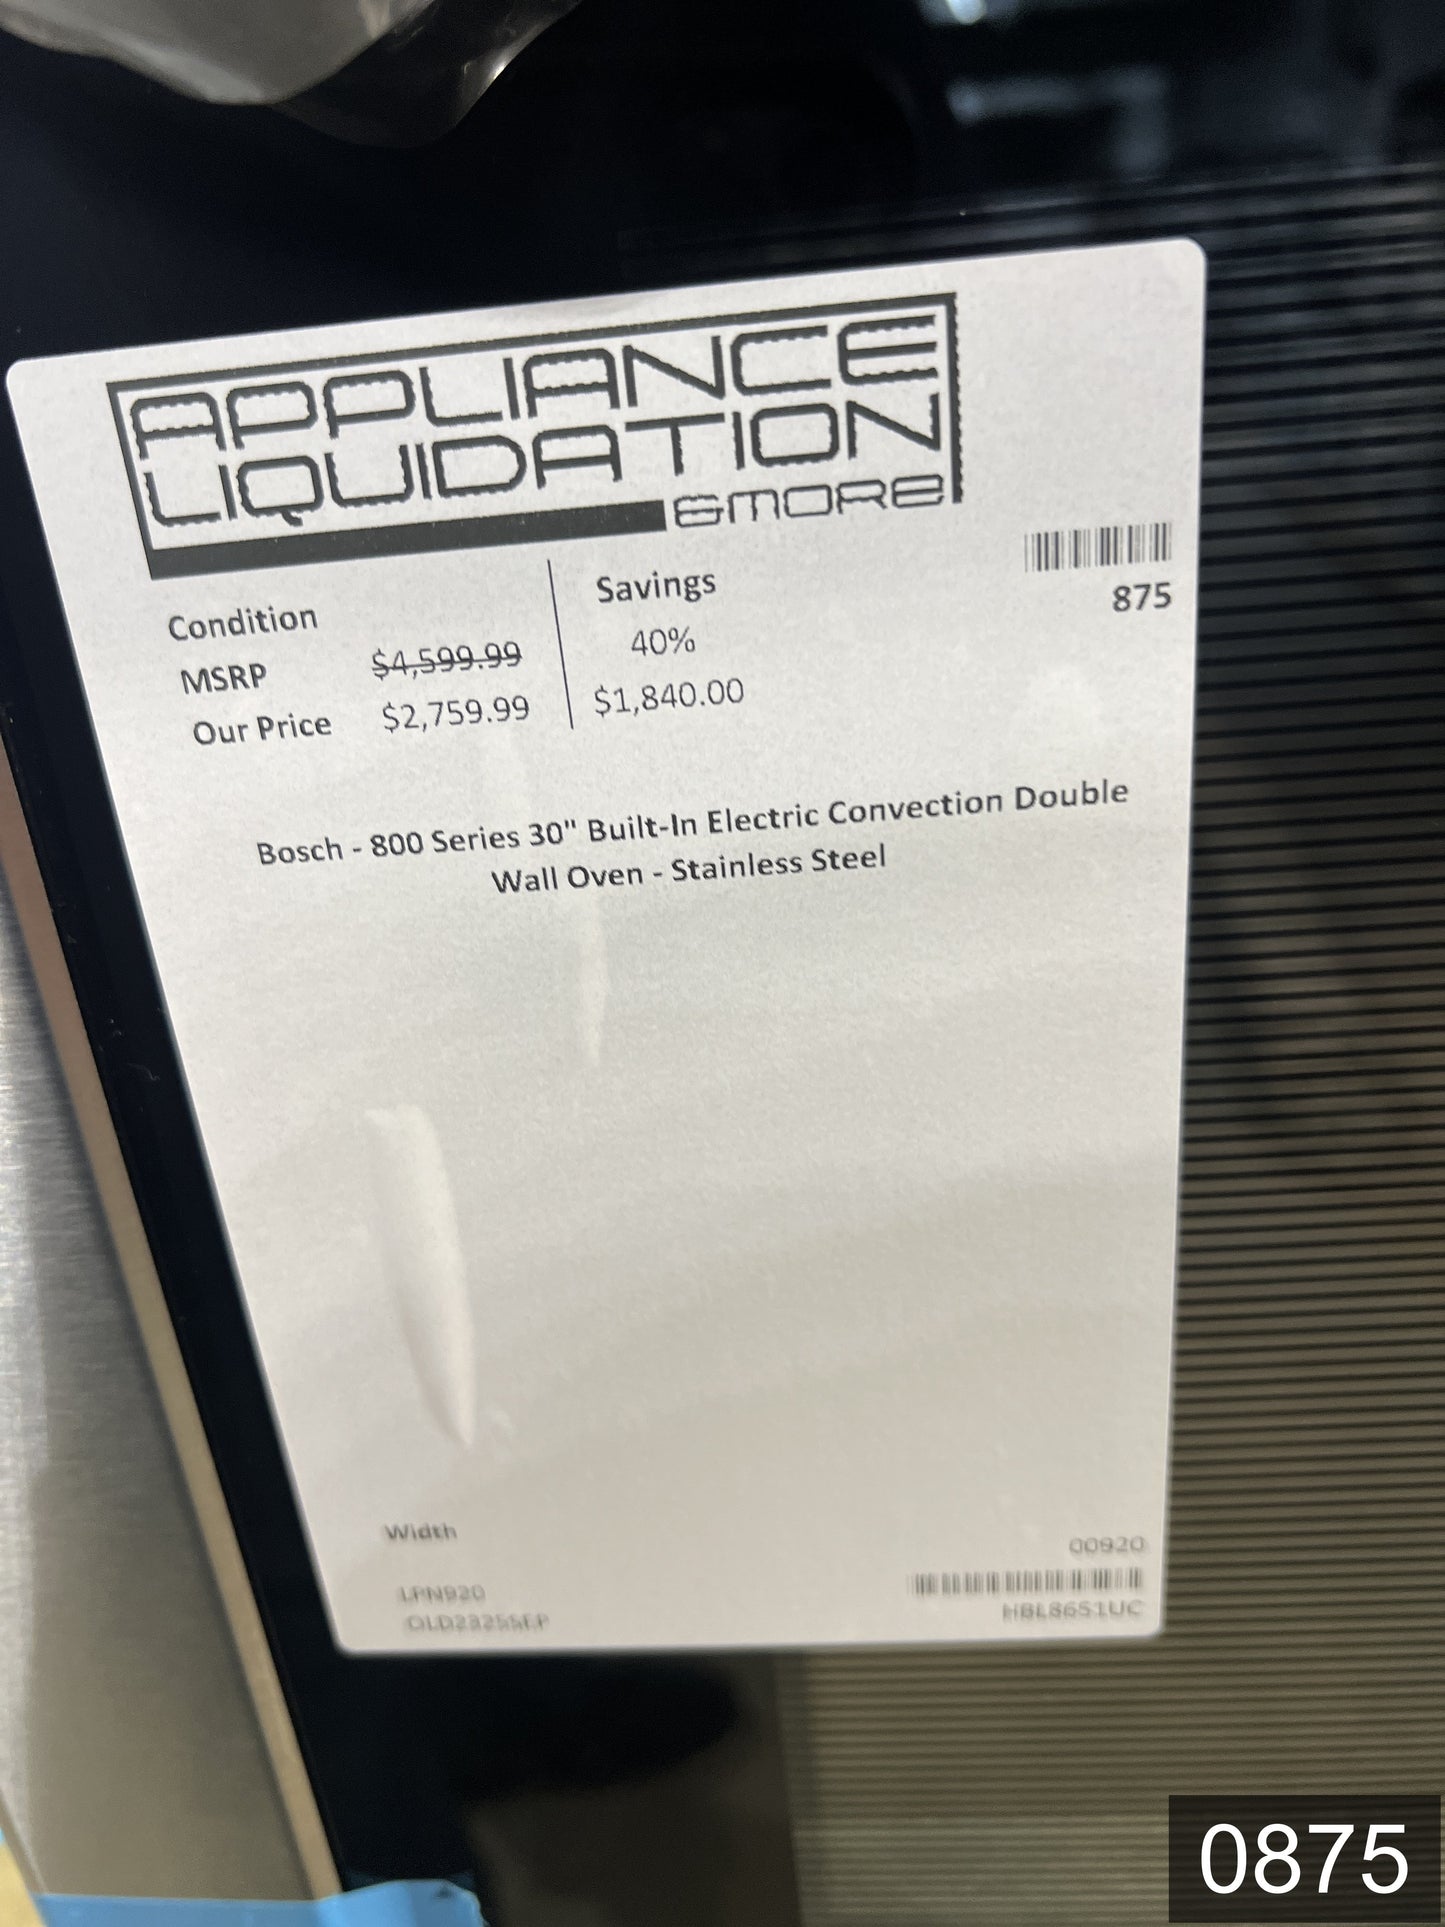 APPLIANCE
LIQUIDATION
&MORE
875
Condition
MSRP $4,599.99
Our Price $2,759.99
Savings
40%
$1,840.00
Bosch - 800 Series 30" Built-In Electric Convection Double
Wall Oven - Stainless Steel
Width
LPN920
00920
HBL8651UC
0875